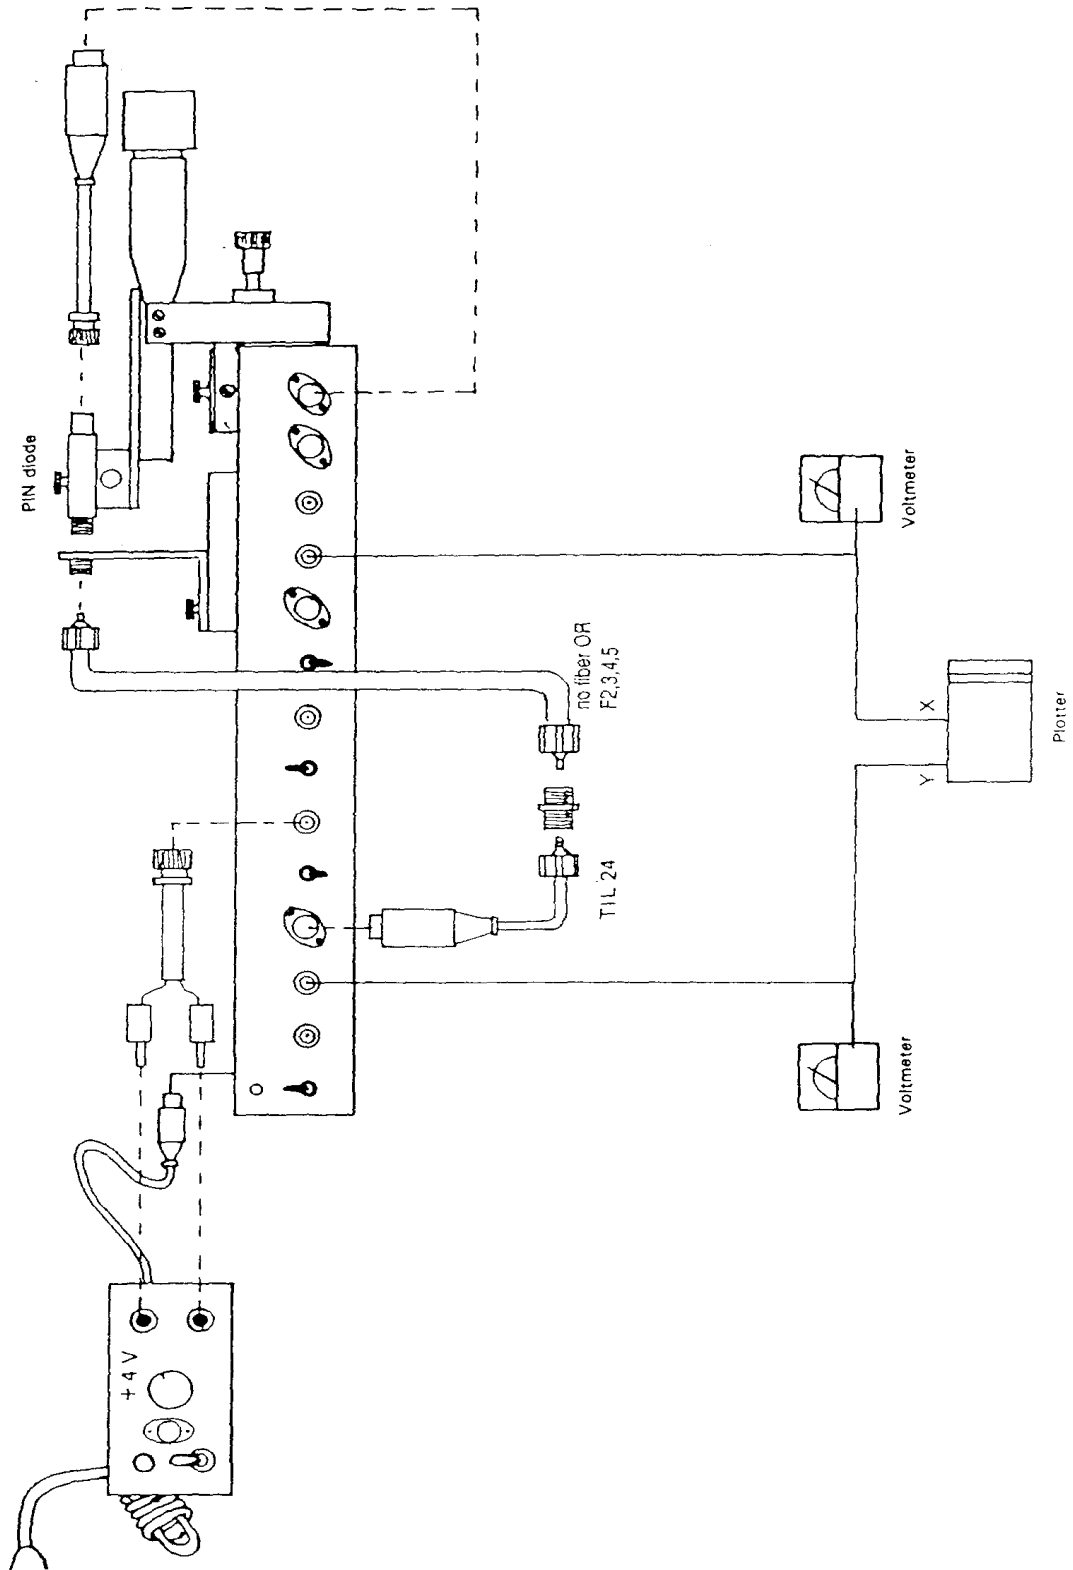 PIN diode
Voltmeter
no fiber OR
F2,3,4,5
X
Y
Plotter
TIL 24
Voltmeter
+ 4 V